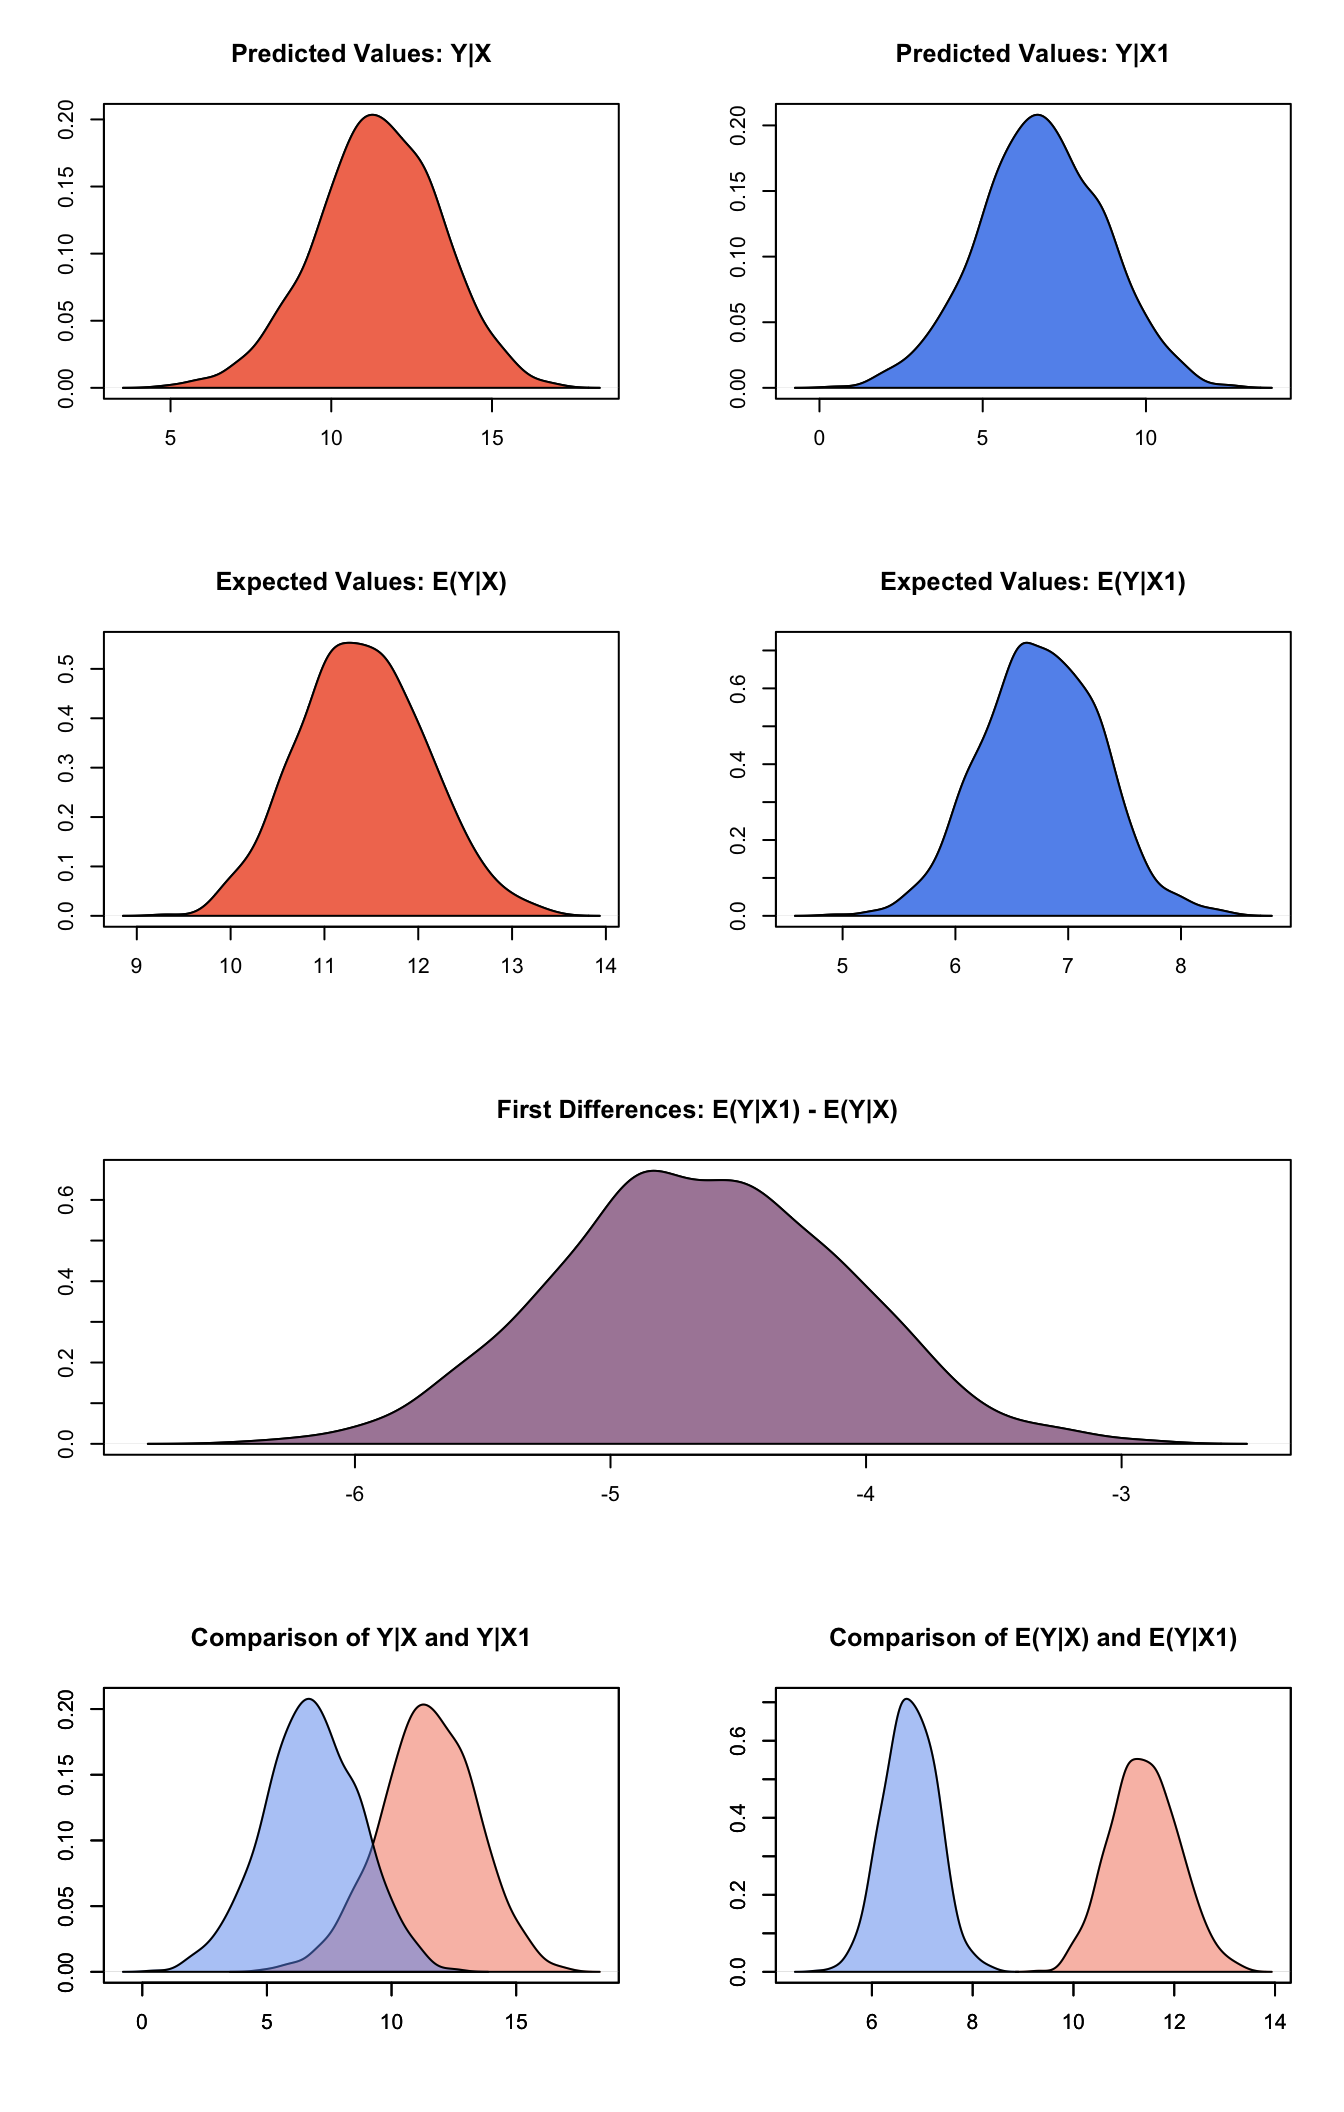 Predicted Values: Y|X
0.00 0.05 0.10 0.15 0.20
5 10 15
Predicted Values: Y|X1
0.00 0.05 0.10 0.15 0.20
0 5 10
Expected Values: E(Y|X)
0.0 0.1 0.2 0.3 0.4 0.5
9 10 11 12 13 14
Expected Values: E(Y|X1)
0.0 0.2 0.4 0.6
5 6 7 8
First Differences: E(Y|X1) - E(Y|X)
0.0 0.2 0.4 0.6
-6 -5 -4 -3
Comparison of Y|X and Y|X1
0.00 0.05 0.10 0.15 0.20
0 5 10 15
Comparison of E(Y|X) and E(Y|X1)
0.0 0.2 0.4 0.6
6 8 10 12 14